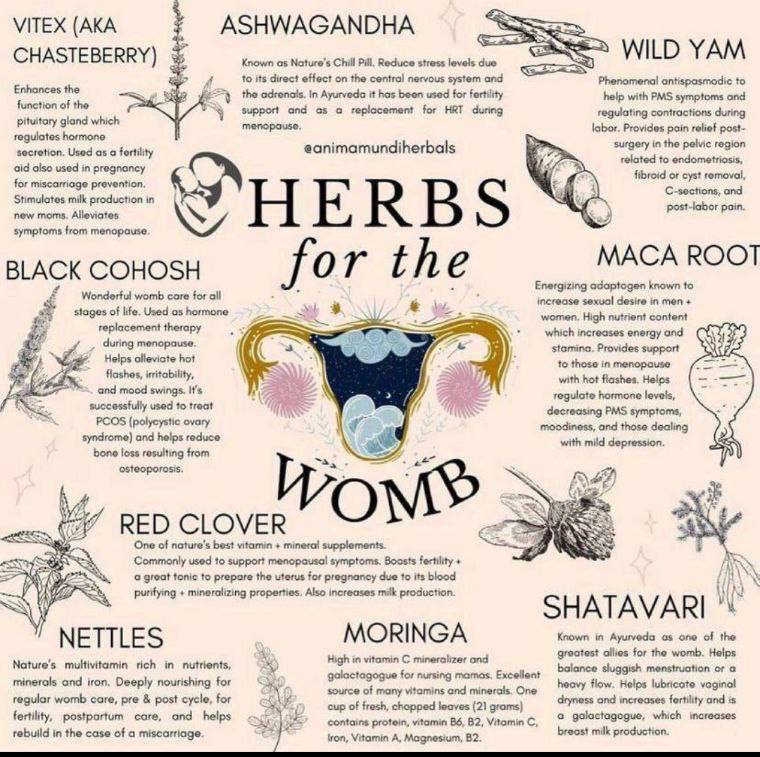 VITEX (AKA
CHASTEBERRY)
Enhances the
function of the
pituitary gland which
regulates hormone
secretion. Used as a fertility
aid also used in pregnancy
for miscarriage prevention.
Stimulates milk production in
new moms. Alleviates
symptoms from menopause.
ASHWAGANDHA
Known as Nature's Chill Pill. Reduce stress levels due
to its direct effect on the central nervous system and
the adrenals. In Ayurveda it has been used for fertility
support and as a replacement for HRT during
menopause.
@animamundiherbals
WILD YAM
Phenomenal antispasmodic to
help with PMS symptoms and
regulating contractions during
labor. Provides pain relief post-
surgery in the pelvic region
related to endometriosis,
fibroid or cyst removal,
C-sections, and
post-labor pain.
HERBS
for the
WOMB
BLACK COHOSH
Wonderful womb care for all
stages of life. Used as hormone
replacement therapy
during menopause.
Helps alleviate hot
flashes, irritability,
and mood swings. It's
successfully used to treat
PCOS (polycystic ovary
syndrome) and helps reduce
bone loss resulting from
osteoporosis.
MACA ROOT
Energizing adaptogen known to
increase sexual desire in men +
women. High nutrient content
which increases energy and
stamina. Provides support
to those in menopause
with hot flashes. Helps
regulate hormone levels,
decreasing PMS symptoms,
moodiness, and those dealing
with mild depression.
RED CLOVER
One of nature's best vitamin + mineral supplements.
Commonly used to support menopausal symptoms. Boosts fertility +
a great tonic to prepare the uterus for pregnancy due to its blood
purifying + mineralizing properties. Also increases milk production.
NETTLES
Nature's multivitamin rich in nutrients,
minerals and iron. Deeply nourishing for
regular womb care, pre & post cycle, for
fertility, postpartum care, and helps
rebuild in the case of a miscarriage.
MORINGA
High in vitamin C mineralizer and
galactagogue for nursing mamas. Excellent
source of many vitamins and minerals. One
cup of fresh, chopped leaves (21 grams)
contains protein, vitamin B6, B2, Vitamin C,
Iron, Vitamin A, Magnesium, B2.
SHATAVARI
Known in Ayurveda as one of the
greatest allies for the womb. Helps
balance sluggish menstruation or a
heavy flow. Helps lubricate vaginal
dryness and increases fertility and is
a galactagogue, which increases
breast milk production.